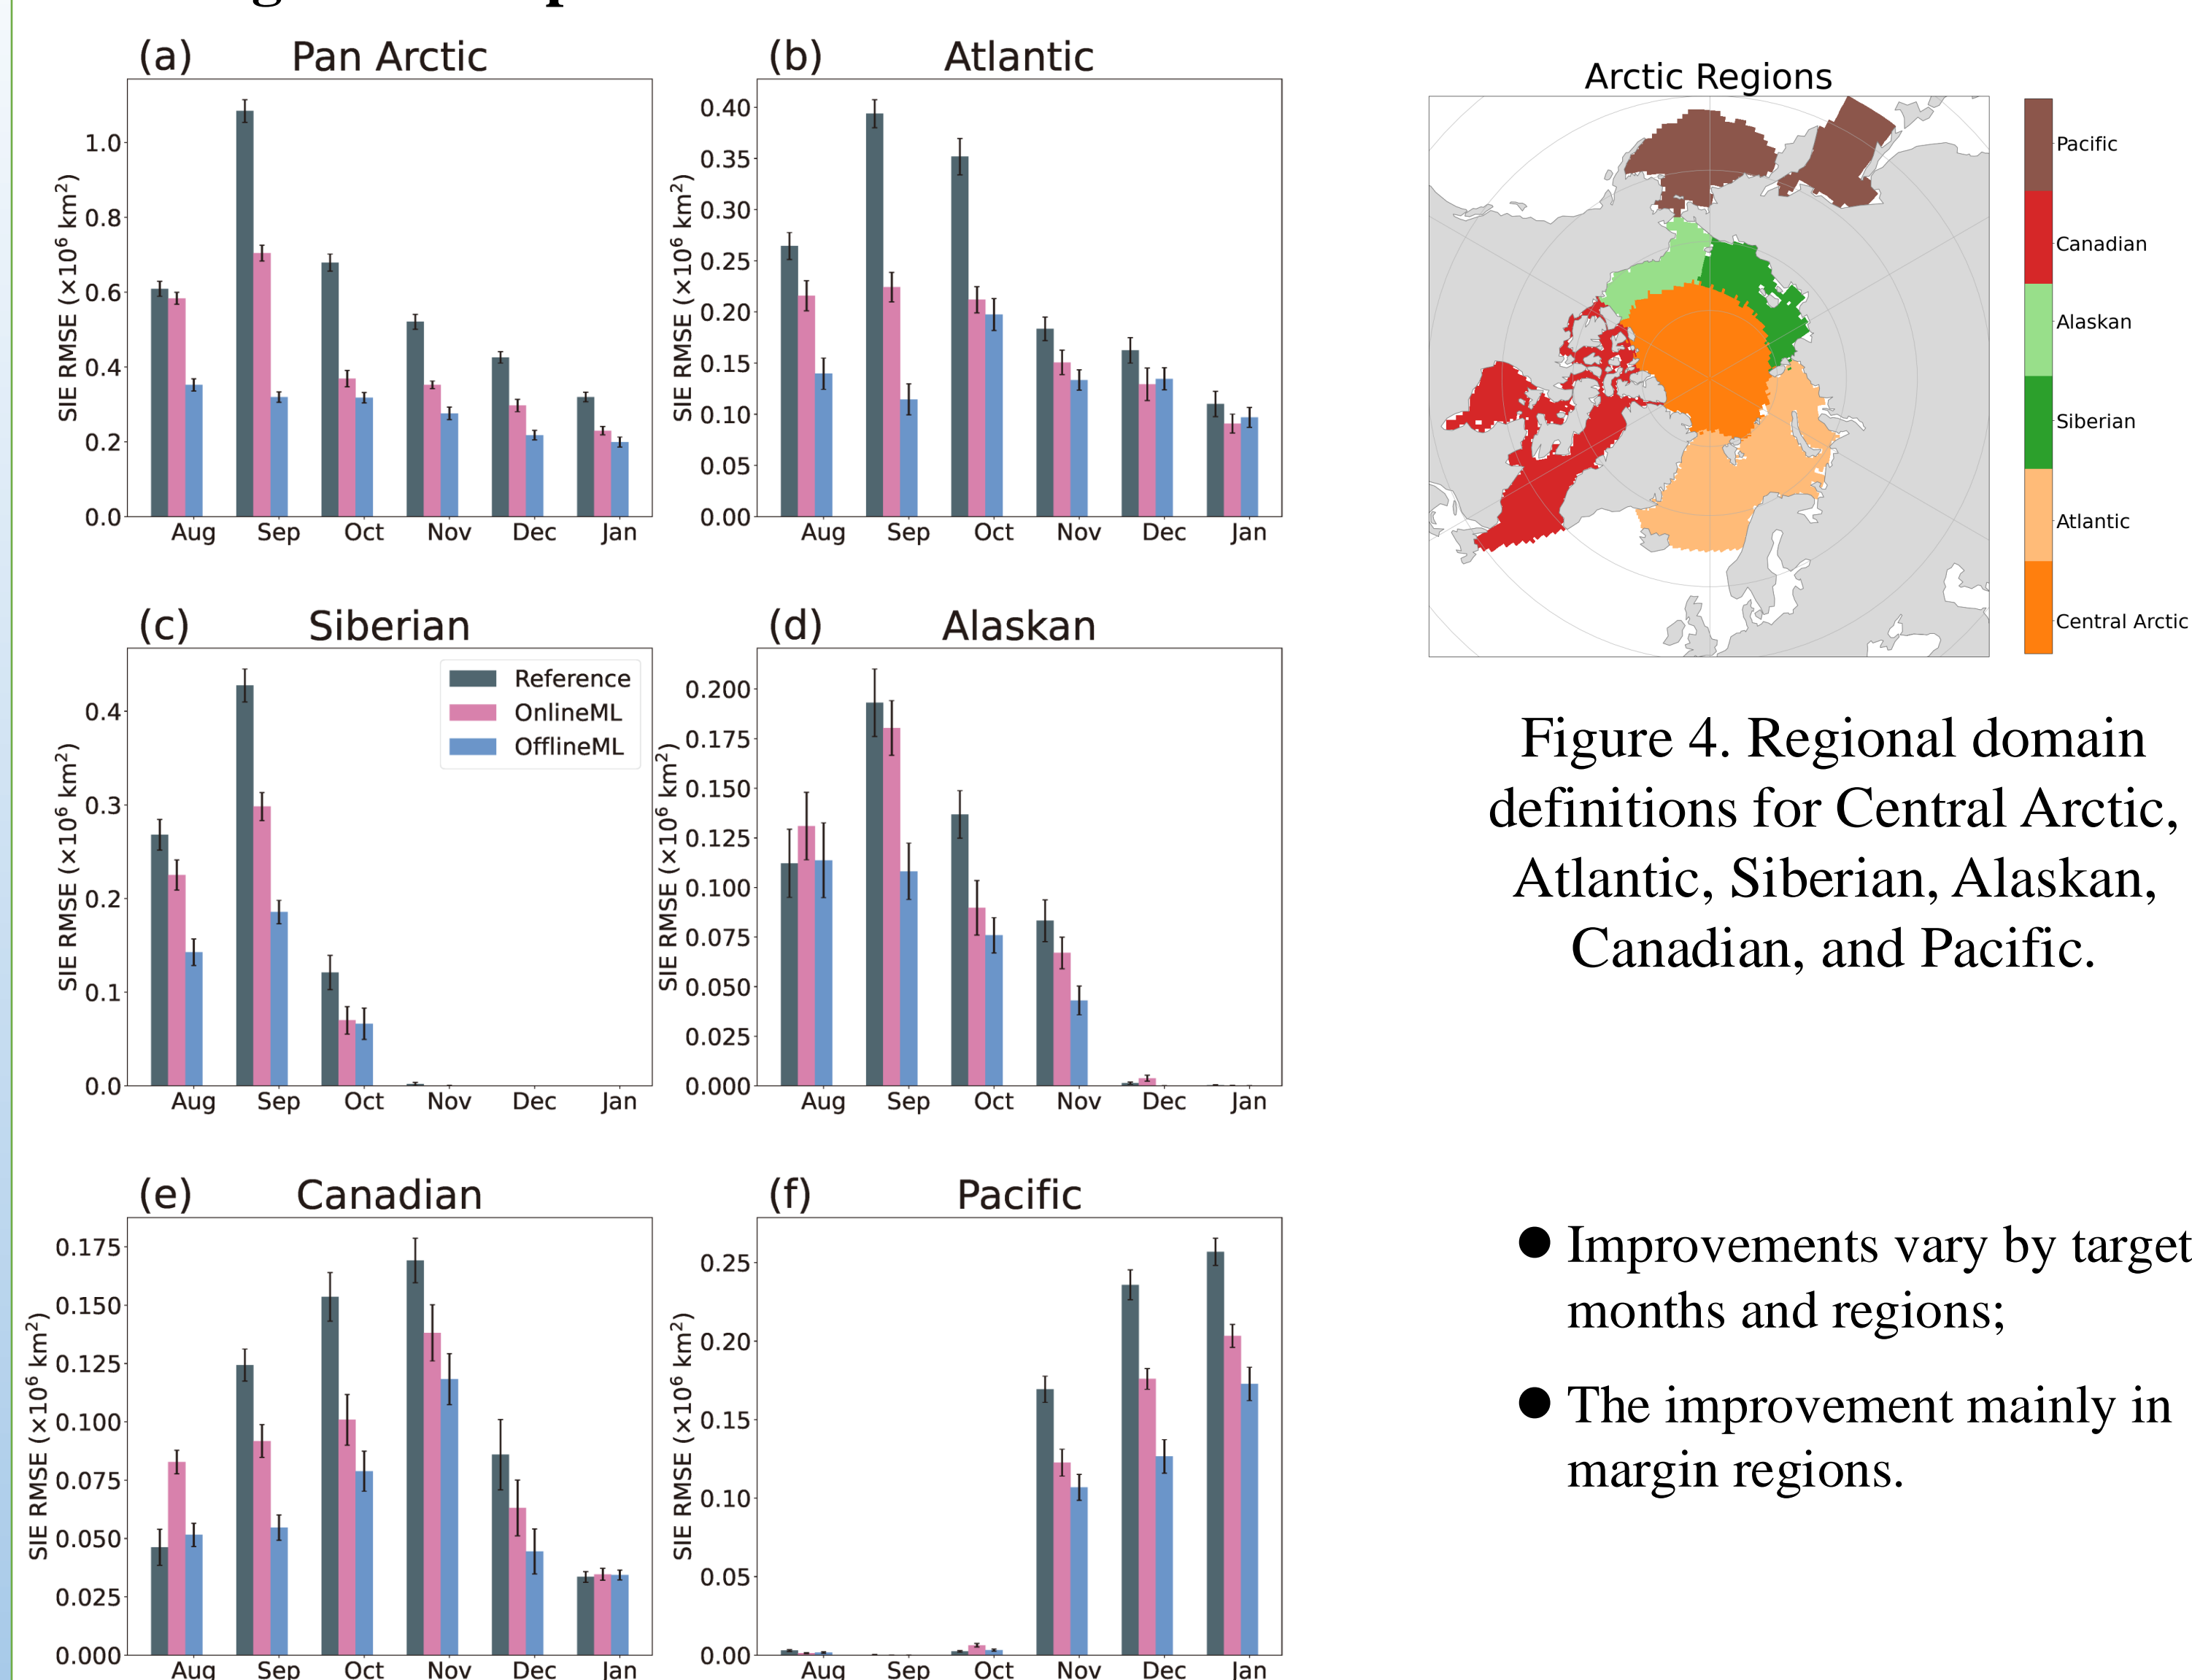 (a) Pan Arctic
SIE RMSE (×10⁶ km²)
1.0
0.8
0.6
0.4
0.2
0.0
Aug Sep Oct Nov Dec Jan
(b) Atlantic
SIE RMSE (×10⁶ km²)
0.40
0.35
0.30
0.25
0.20
0.15
0.10
0.05
0.00
Aug Sep Oct Nov Dec Jan
Arctic Regions
Pacific
Canadian
Alaskan
Siberian
Atlantic
Central Arctic
(c) Siberian
SIE RMSE (×10⁶ km²)
0.4
0.3
0.2
0.1
0.0
Reference
OnlineML
OfflineML
Aug Sep Oct Nov Dec Jan
(d) Alaskan
SIE RMSE (×10⁶ km²)
0.200
0.175
0.150
0.125
0.100
0.075
0.050
0.025
0.000
Aug Sep Oct Nov Dec Jan
Figure 4. Regional domain
definitions for Central Arctic,
Atlantic, Siberian, Alaskan,
Canadian, and Pacific.
(e) Canadian
SIE RMSE (×10⁶ km²)
0.175
0.150
0.125
0.100
0.075
0.050
0.025
0.000
Aug Sep Oct Nov Dec Jan
(f) Pacific
SIE RMSE (×10⁶ km²)
0.25
0.20
0.15
0.10
0.05
0.00
Aug Sep Oct Nov Dec Jan
● Improvements vary by target
months and regions;
● The improvement mainly in
margin regions.